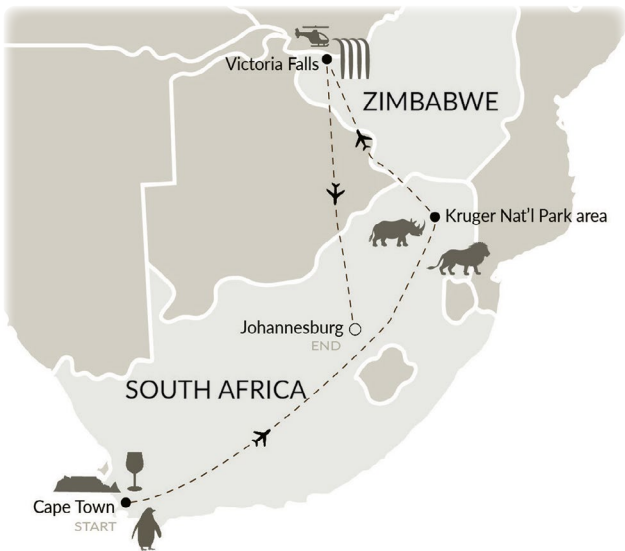 Victoria Falls
ZIMBABWE
Kruger Nat'l Park area
Johannesburg
END
SOUTH AFRICA
Cape Town
START